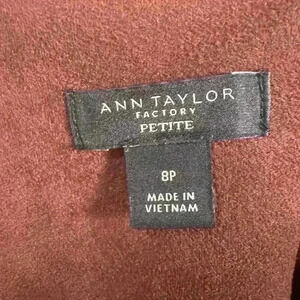 ANN TAYLOR
FACTORY
PETITE
8P
MADE IN
VIETNAM